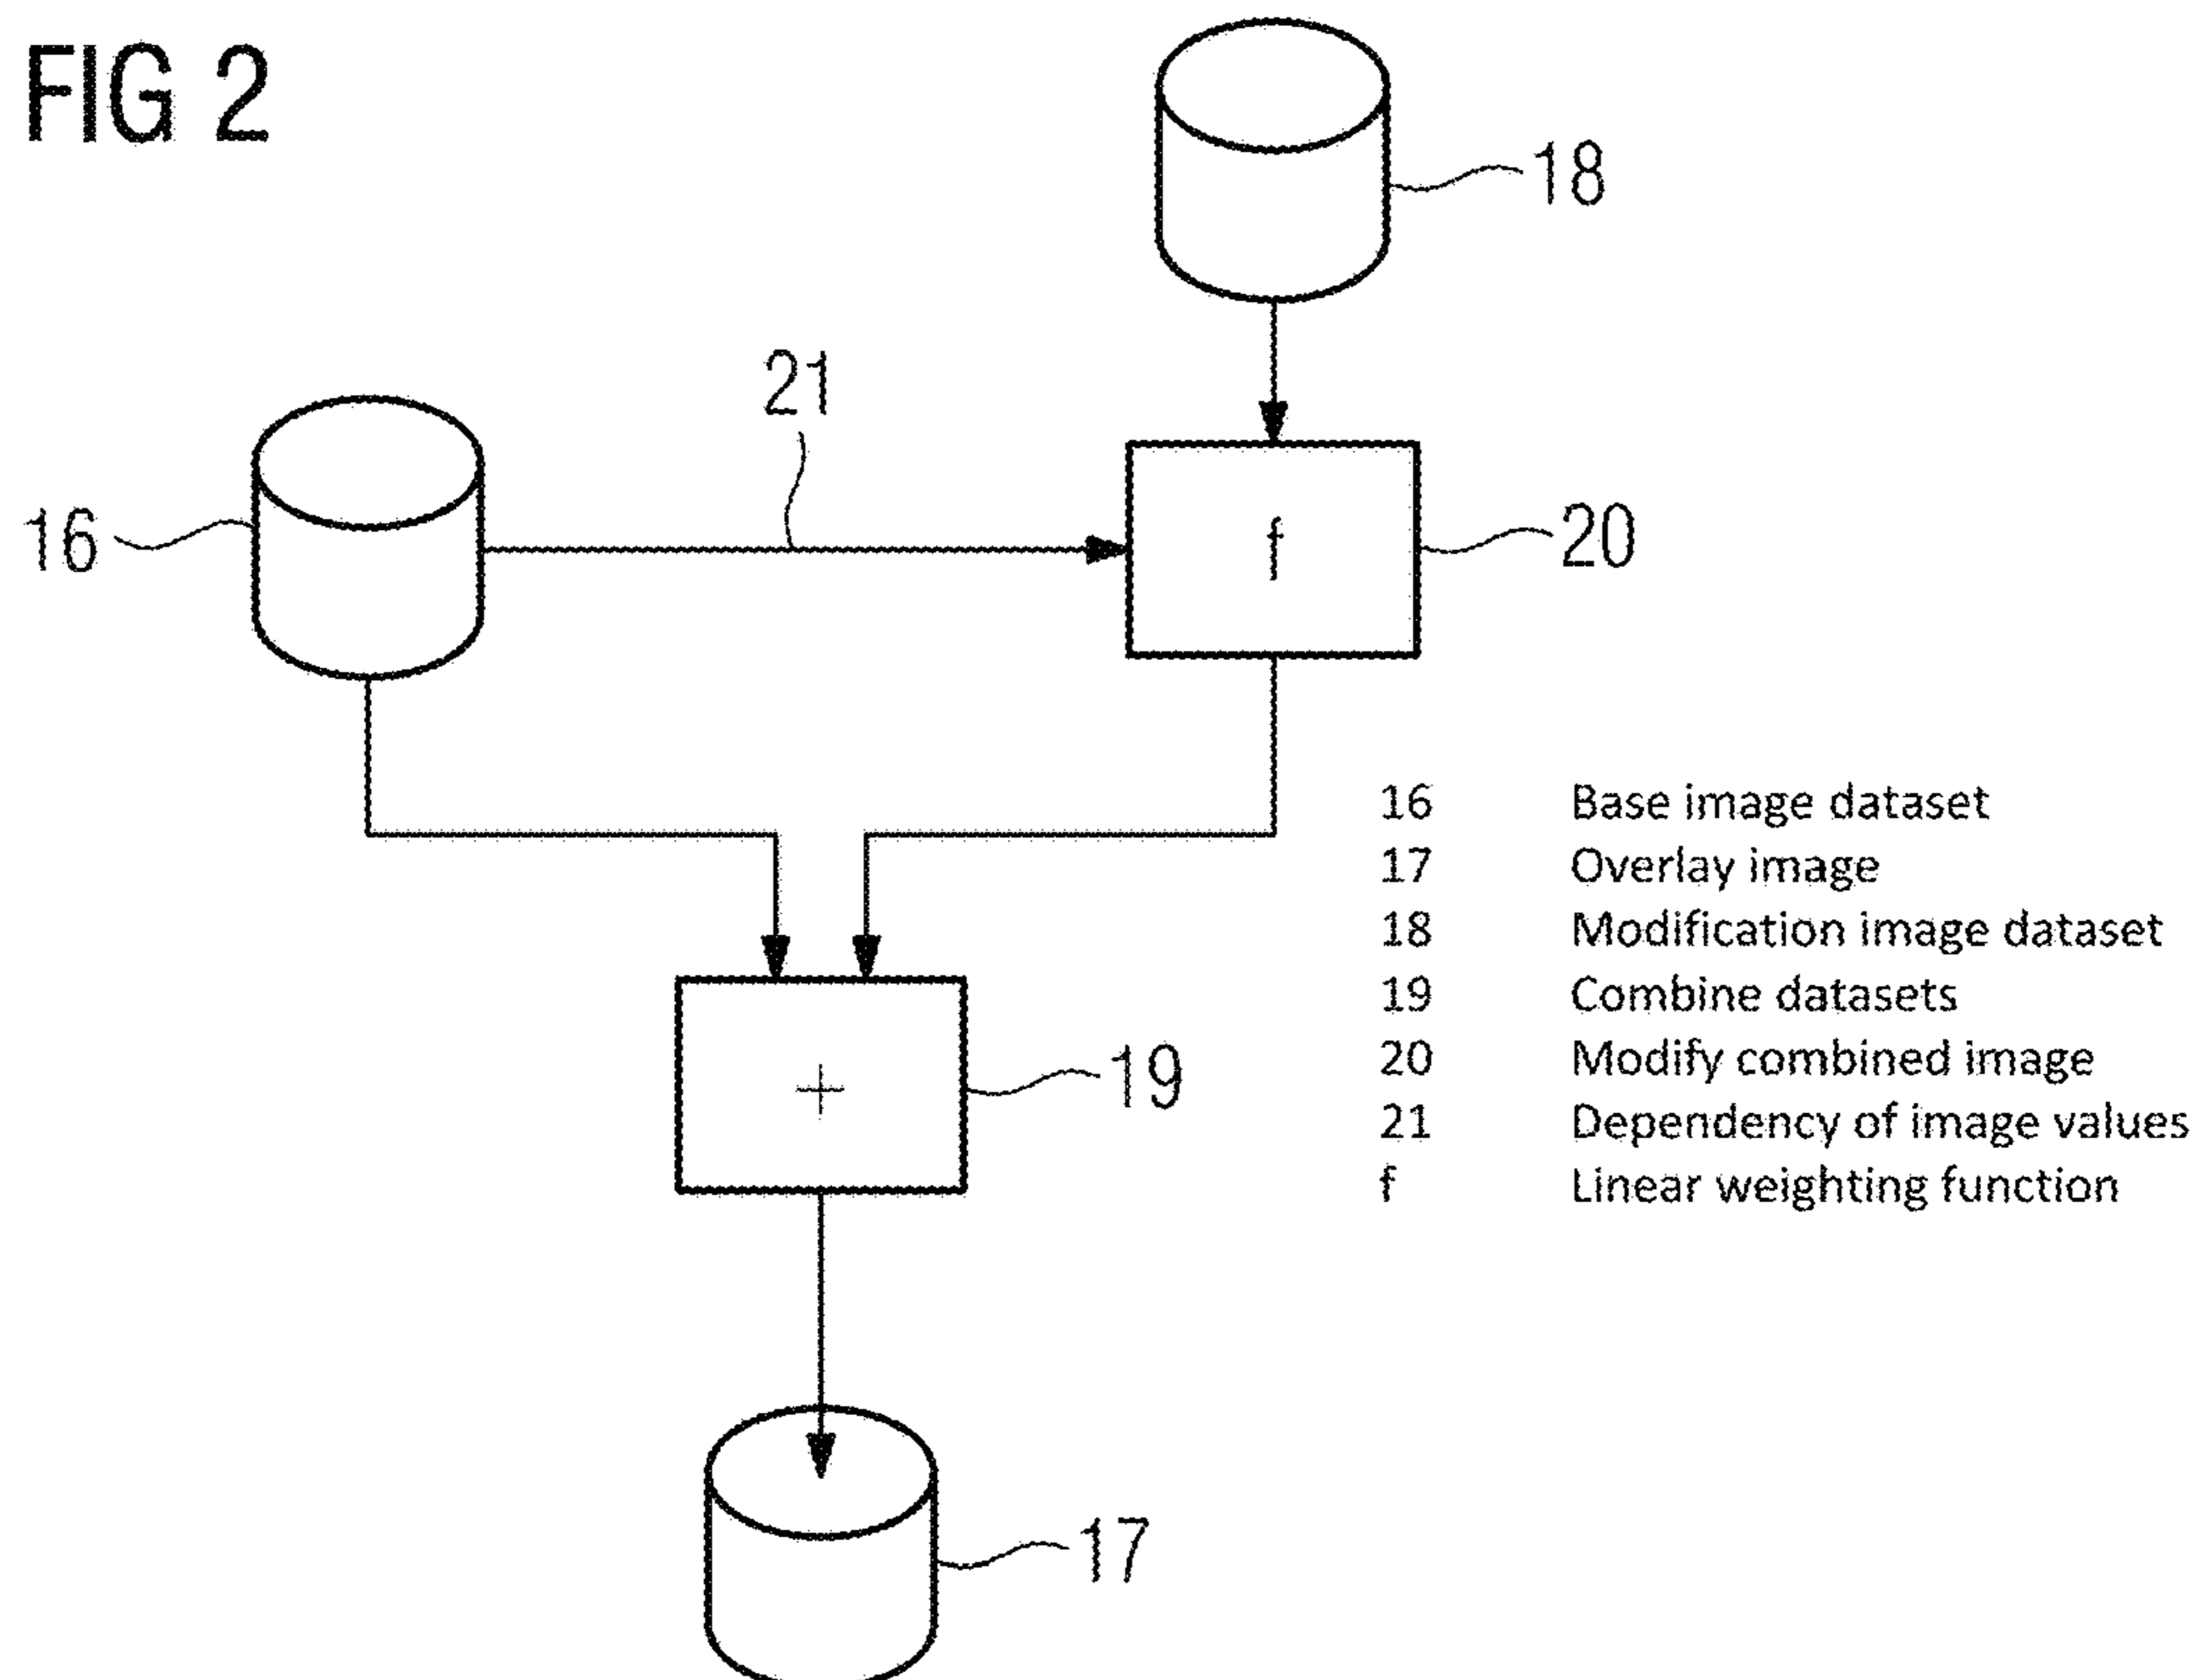 FIG 2
18
21
16
f
20
16 Base image dataset
17 Overlay image
18 Modification image dataset
19 Combine datasets
20 Modify combined image
21 Dependency of image values
f Linear weighting function
+
19
17